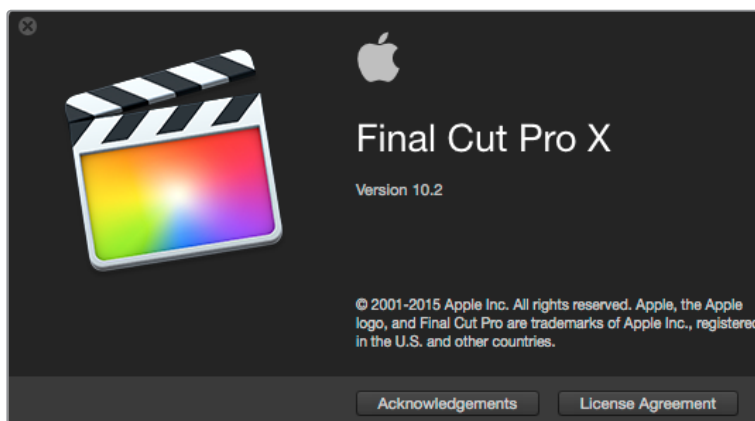 Final Cut Pro X
Version 10.2
© 2001-2015 Apple Inc. All rights reserved. Apple, the Apple
logo, and Final Cut Pro are trademarks of Apple Inc., registered
in the U.S. and other countries.
Acknowledgements
License Agreement